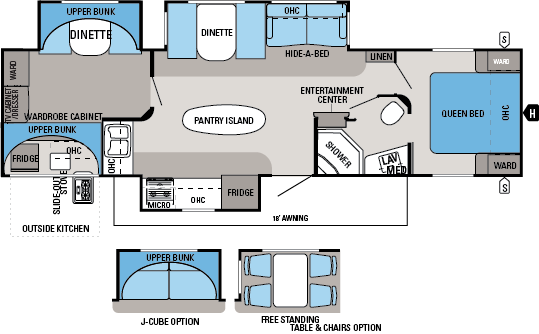 UPPER BUNK
DINETTE
DINETTE
OHC
HIDE-A-BED
LINEN
S
WARD
TV CABINET
/DRESSER
WARDROBE CABINET
UPPER BUNK
OHC
FRIDGE
SLIDE-OUT
STOVE
OUTSIDE KITCHEN
OHC
PANTRY ISLAND
ENTERTAINMENT
CENTER
SHOWER
LAV
MED
QUEEN BED
OHC
H
WARD
WARD
S
MICRO
OHC
FRIDGE
18' AWNING
UPPER BUNK
J-CUBE OPTION
FREE STANDING
TABLE & CHAIRS OPTION